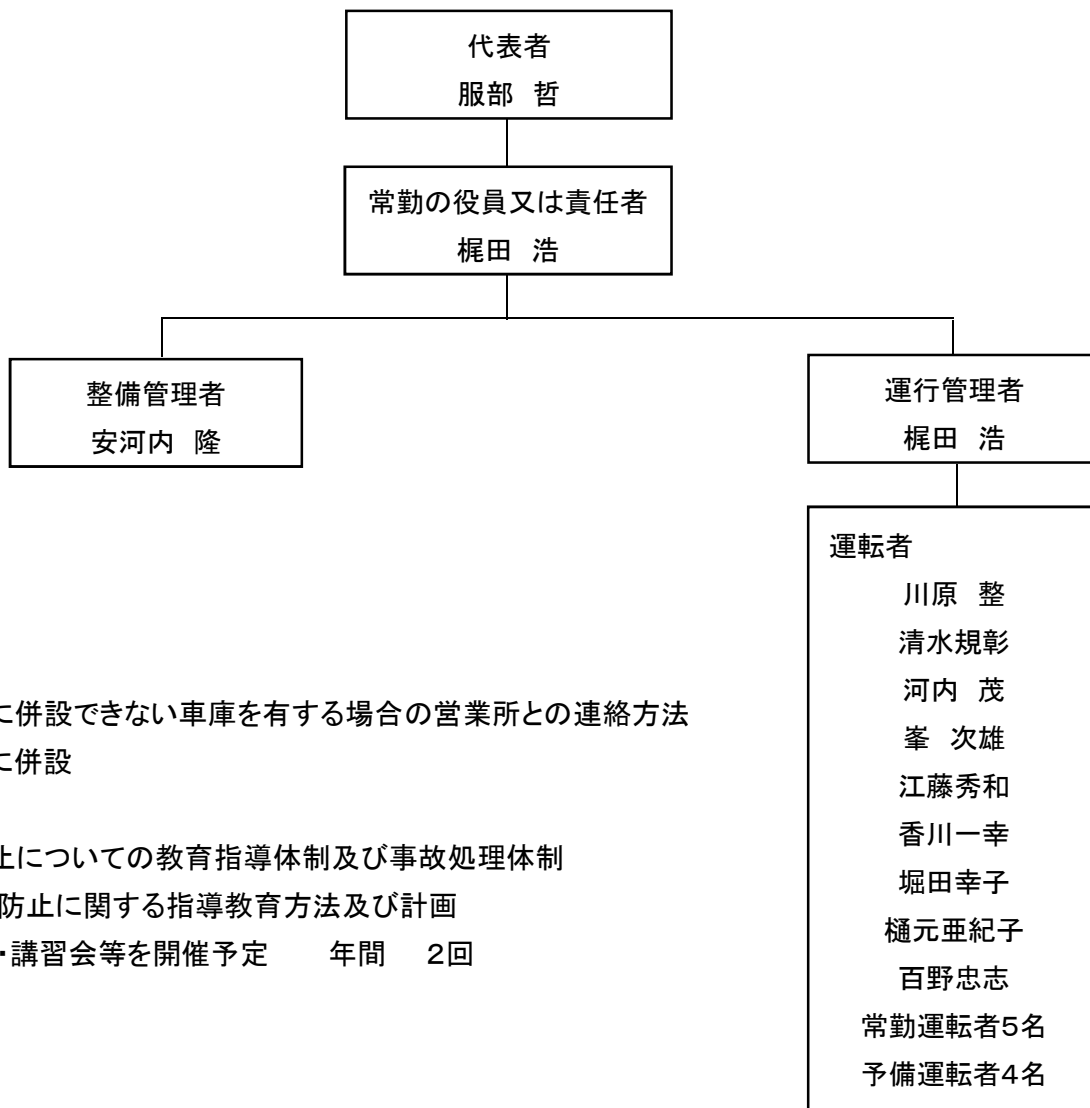 代表者
服部　哲
常勤の役員又は責任者
梶田　浩
整備管理者
安河内　隆
運行管理者
梶田　浩
運転者
川原　整
清水規彰
河内　茂
峯　次雄
江藤秀和
香川一幸
堀田幸子
樋元亜紀子
百野忠志
常勤運転者5名
予備運転者4名
に併設できない車庫を有する場合の営業所との連絡方法
に併設
止についての教育指導体制及び事故処理体制
防止に関する指導教育方法及び計画
・講習会等を開催予定　　年間　2回